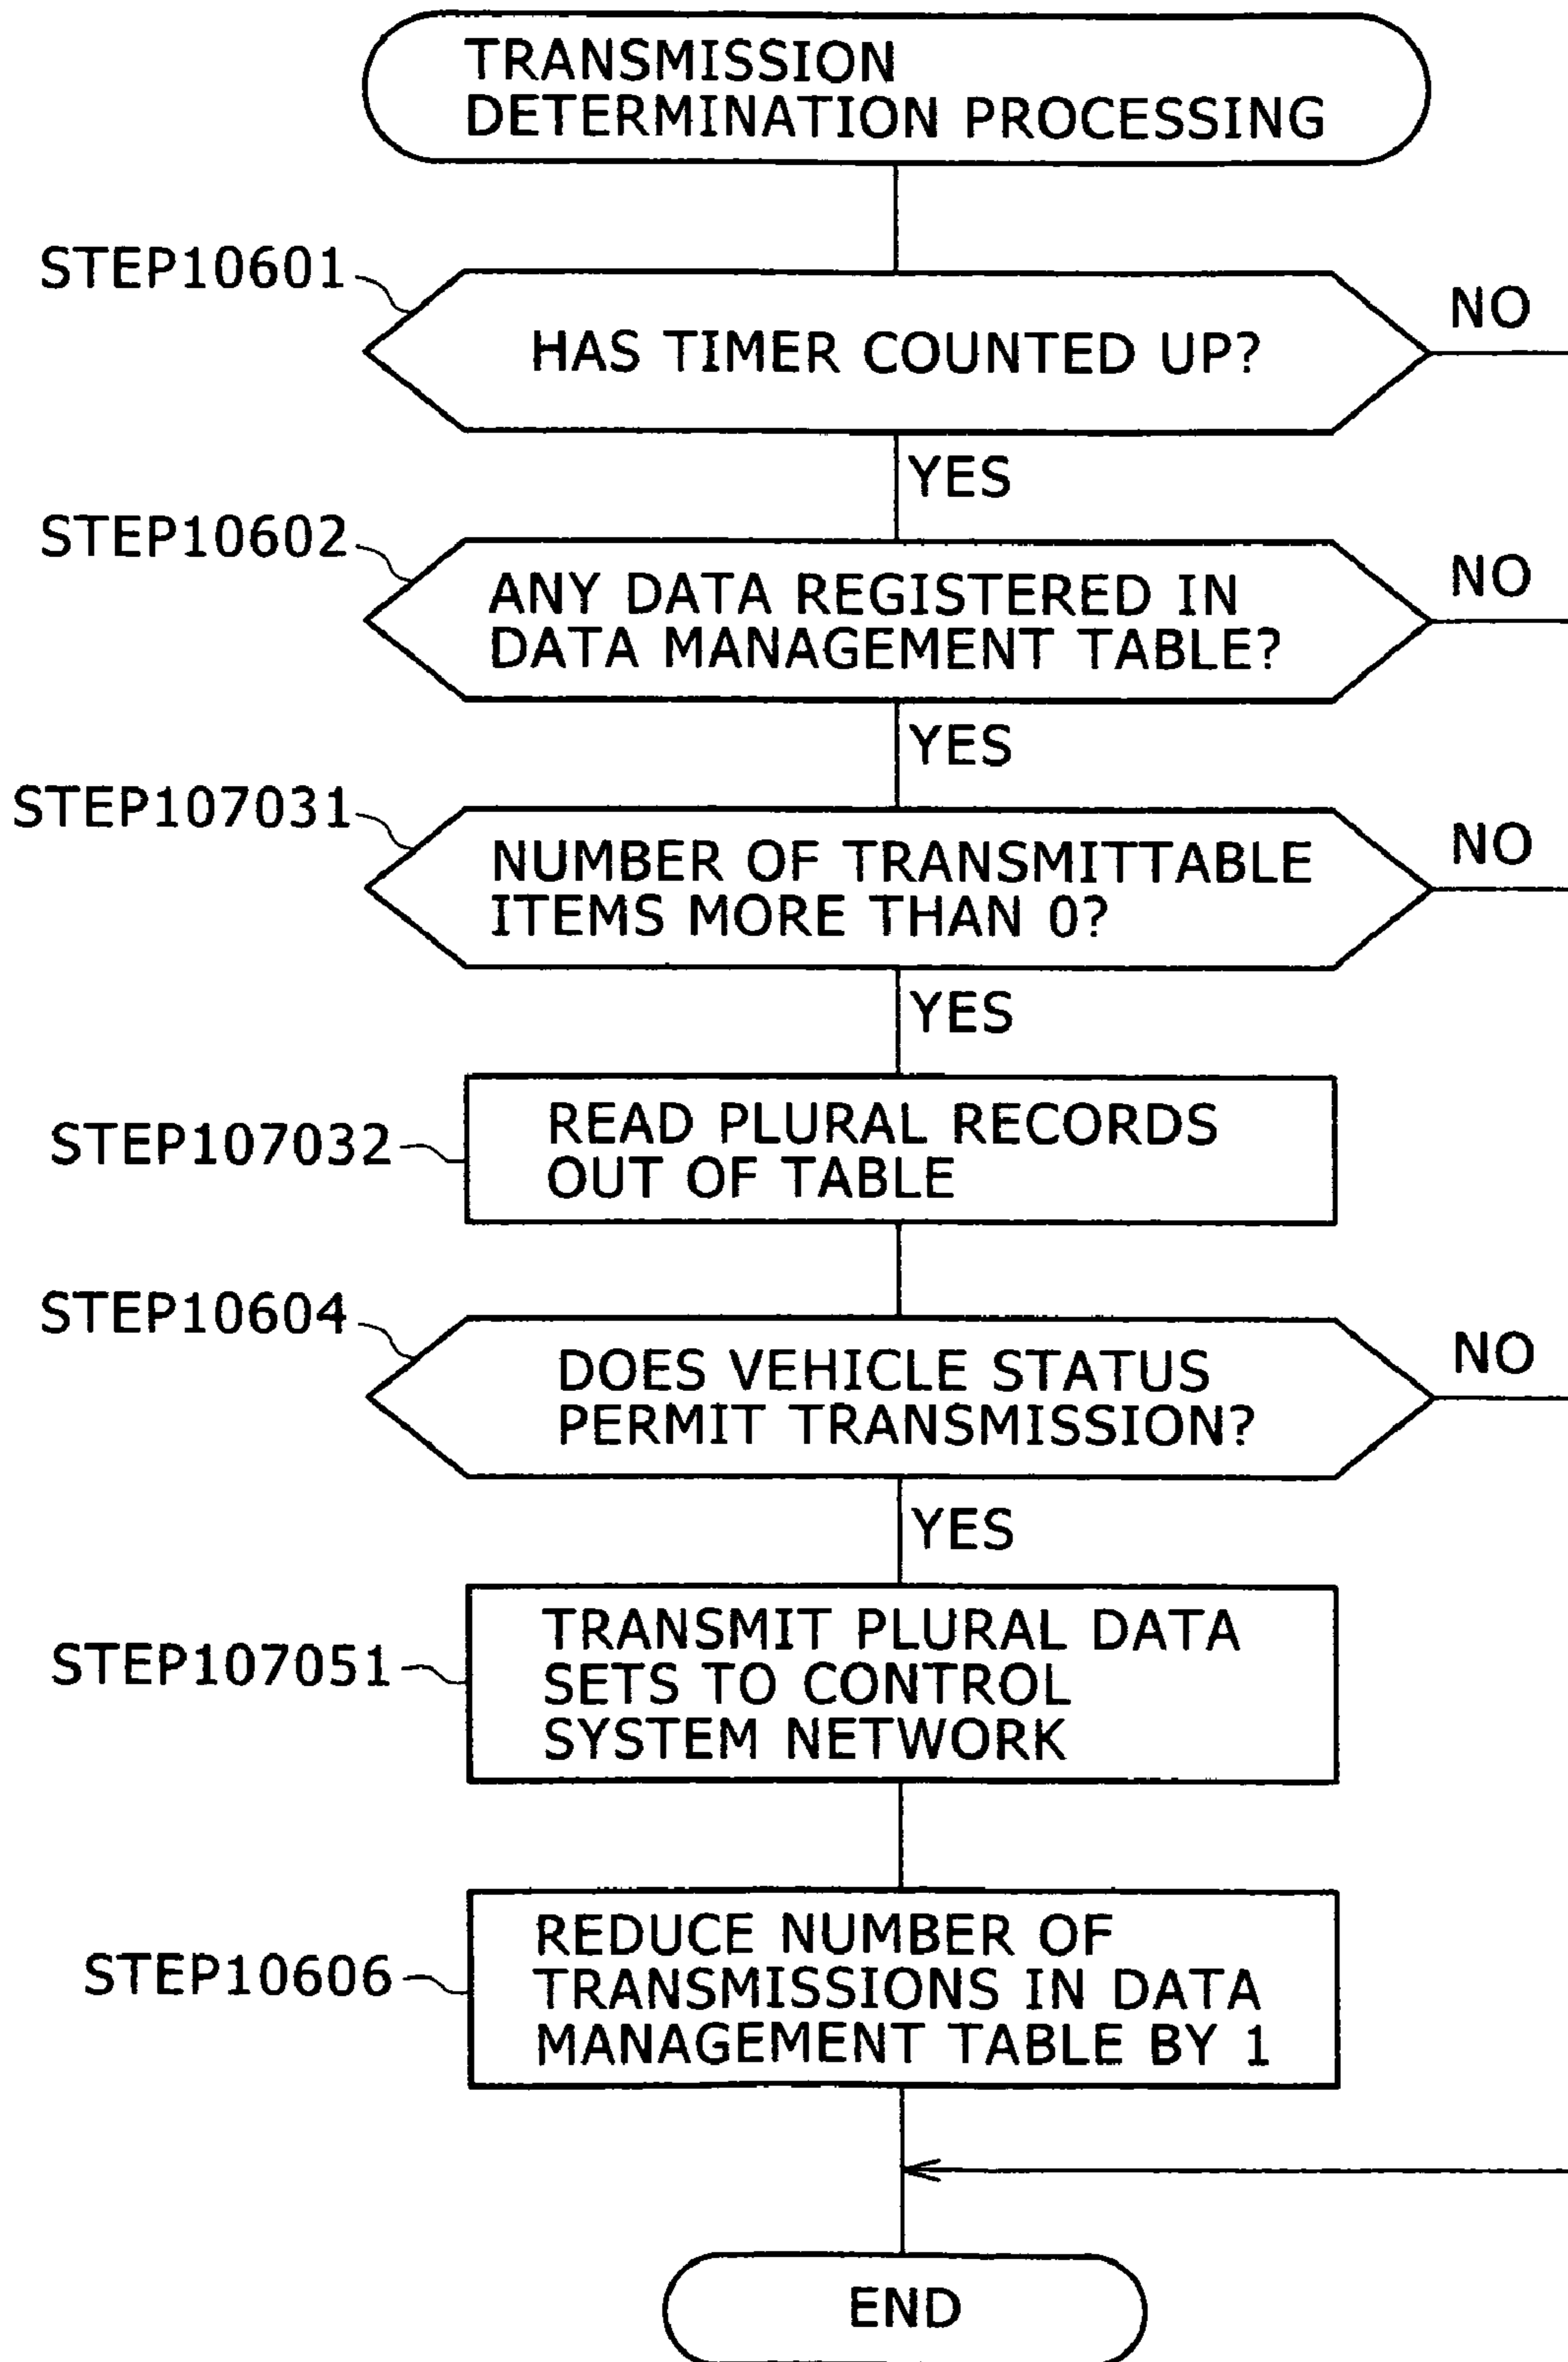 TRANSMISSION
DETERMINATION PROCESSING
STEP10601
HAS TIMER COUNTED UP?
NO
YES
STEP10602
ANY DATA REGISTERED IN
DATA MANAGEMENT TABLE?
NO
YES
STEP107031
NUMBER OF TRANSMITTABLE
ITEMS MORE THAN 0?
NO
YES
STEP107032
READ PLURAL RECORDS
OUT OF TABLE
STEP10604
DOES VEHICLE STATUS
PERMIT TRANSMISSION?
NO
YES
STEP107051
TRANSMIT PLURAL DATA
SETS TO CONTROL
SYSTEM NETWORK
STEP10606
REDUCE NUMBER OF
TRANSMISSIONS IN DATA
MANAGEMENT TABLE BY 1
END